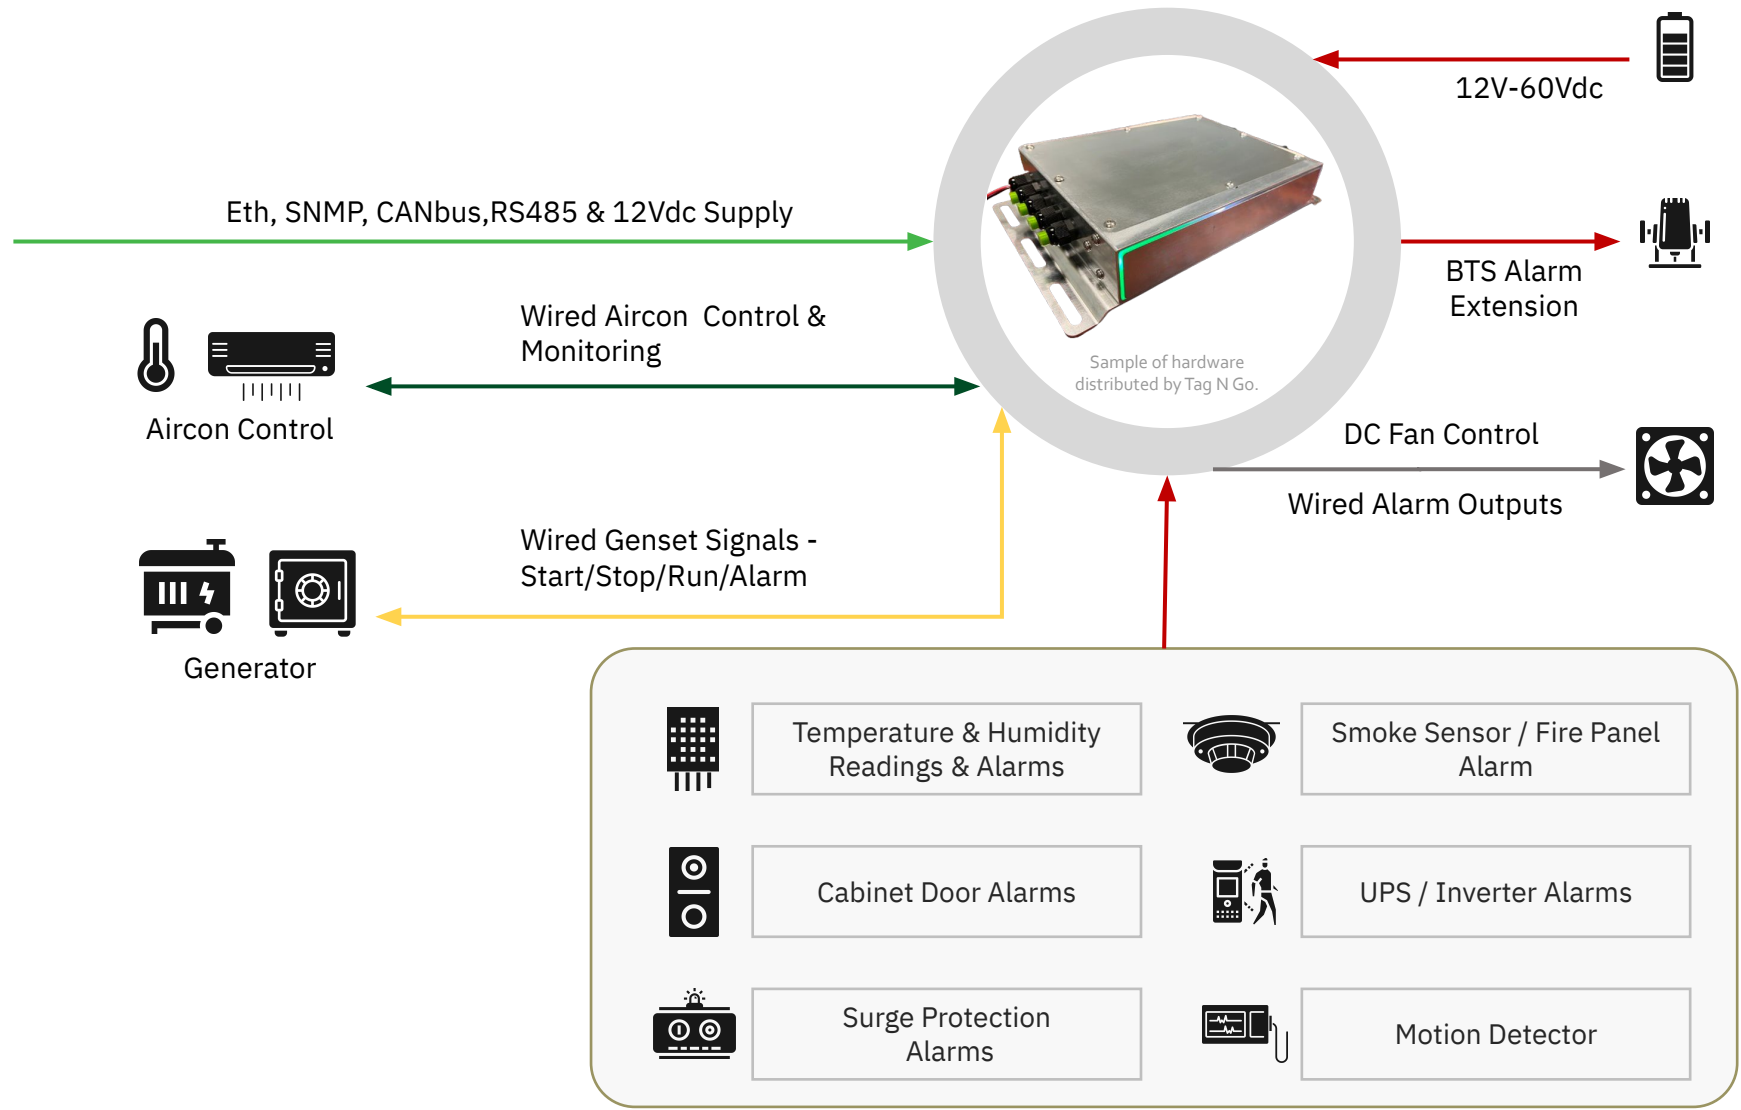 12V-60Vdc
Eth, SNMP, CANbus,RS485 & 12Vdc Supply
BTS Alarm
Extension
Wired Aircon  Control &
Monitoring
Aircon Control
Sample of hardware
distributed by Tag N Go.
DC Fan Control
Wired Alarm Outputs
Wired Genset Signals -
Start/Stop/Run/Alarm
Generator
Temperature & Humidity
Readings & Alarms
Smoke Sensor / Fire Panel
Alarm
Cabinet Door Alarms
UPS / Inverter Alarms
Surge Protection
Alarms
Motion Detector